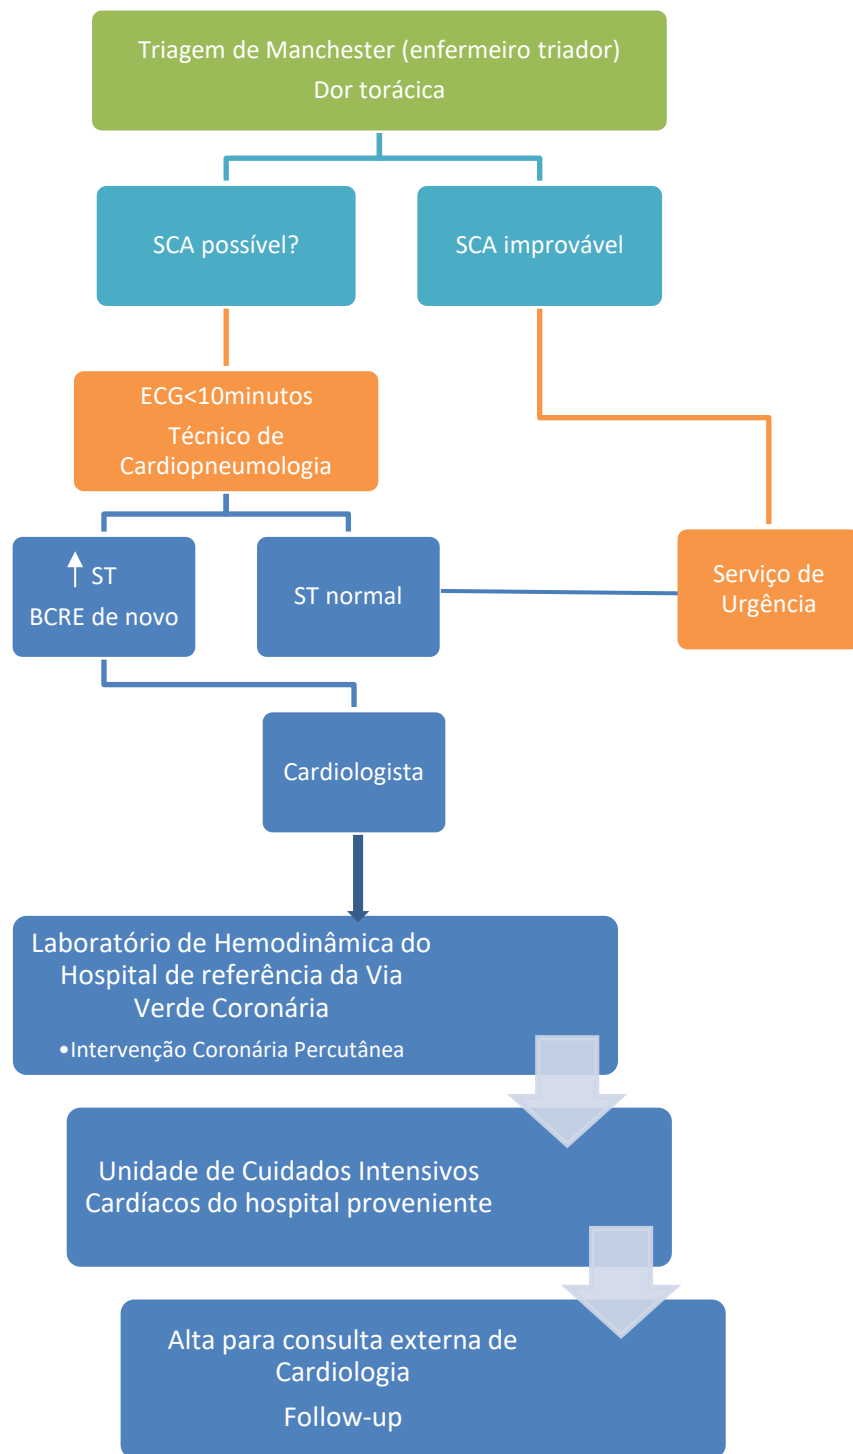 Triagem de Manchester (enfermeiro triador)
Dor torácica
SCA possível?
SCA improvável
ECG<10minutos
Técnico de
Cardiopneumologia
↑ ST
BCRE de novo
ST normal
Serviço de
Urgência
Cardiologista
Laboratório de Hemodinâmica do
Hospital de referência da Via
Verde Coronária
•Intervenção Coronária Percutânea
Unidade de Cuidados Intensivos
Cardíacos do hospital proveniente
Alta para consulta externa de
Cardiologia
Follow-up